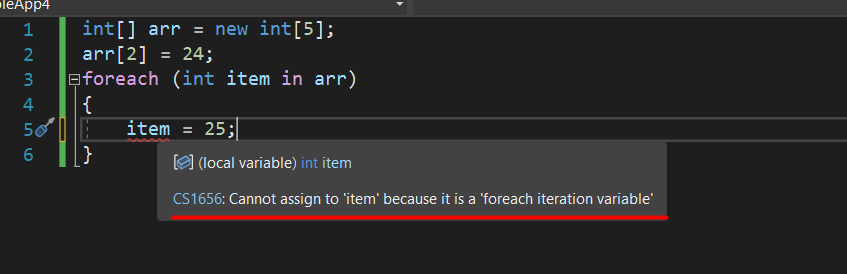 pleApp4
1 int[] arr = new int[5];
2 arr[2] = 24;
3 foreach (int item in arr)
4 {
5 item = 25;
6 }
(local variable) int item
CS1656: Cannot assign to 'item' because it is a 'foreach iteration variable'